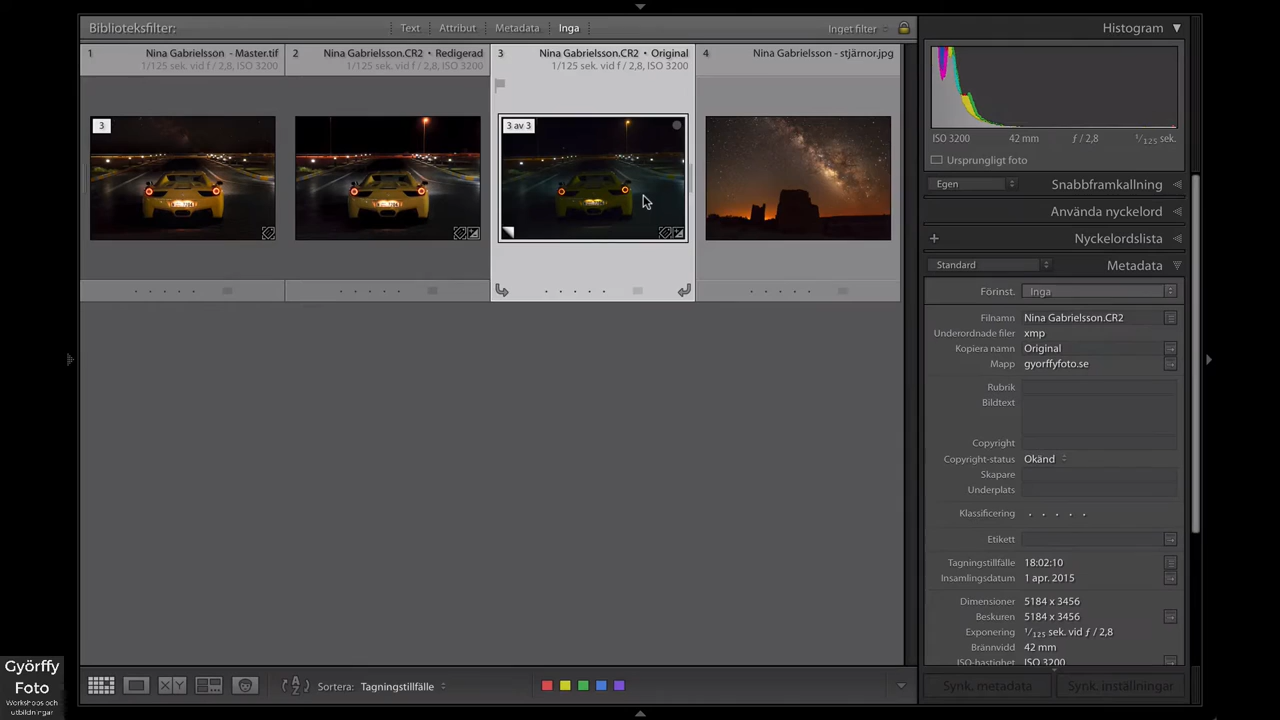 Biblioteksfilter:
Text Attribut Metadata Inga
Inget filter
Histogram
1 Nina Gabrielsson - Master.tif
1/125 sek. vid f / 2,8, ISO 3200
2 Nina Gabrielsson.CR2 • Redigerad
1/125 sek. vid f / 2,8, ISO 3200
3 Nina Gabrielsson.CR2 • Original
1/125 sek. vid f / 2,8, ISO 3200
4 Nina Gabrielsson - stjärnor.jpg
3
3 av 3
ISO 3200 42 mm ƒ / 2,8 1/125 sek.
Ursprungligt foto
Egen Snabbframkallning
Använda nyckelord
+ Nyckelordslista
Standard Metadata
Förinst. Inga
Filnamn Nina Gabrielsson.CR2
Underordnade filer xmp
Kopiera namn Original
Mapp gyorffyfoto.se
Rubrik
Bildtext
Copyright
Copyright-status Okänd
Skapare
Underplats
Klassificering . . . . .
Etikett
Tagningstillfälle 18:02:10
Insamlingsdatum 1 apr. 2015
Dimensioner 5184 x 3456
Beskuren 5184 x 3456
Exponering 1/125 sek. vid ƒ / 2,8
Brännvidd 42 mm
ISO-hastighet ISO 3200
XY
AZ
Sortera: Tagningstillfälle
Synk. metadata Synk. inställningar
Györffy
Foto
Workshops och
utbildningar